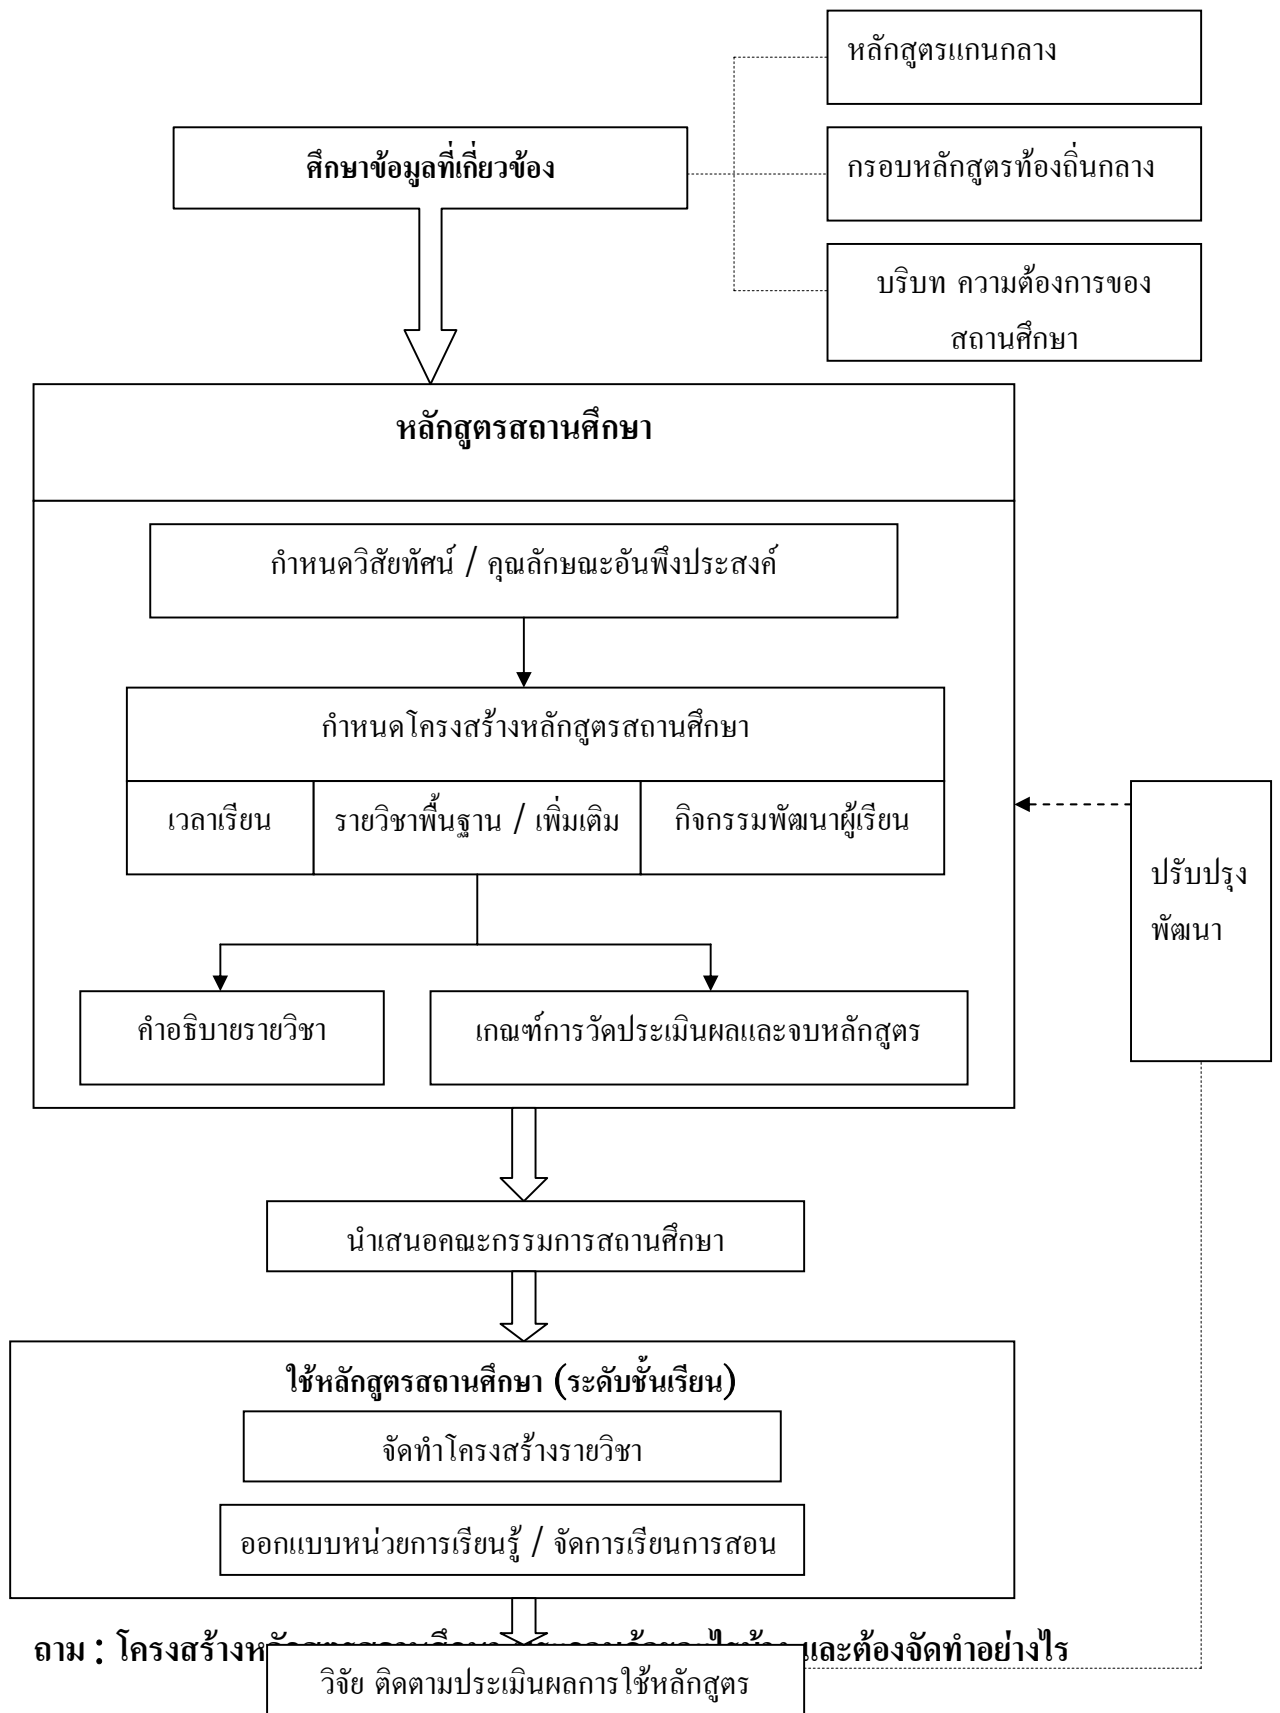 หลักสูตรแกนกลาง
ศึกษาข้อมูลที่เกี่ยวข้อง
กรอบหลักสูตรท้องถิ่นกลาง
บริบท ความต้องการของ
สถานศึกษา
หลักสูตรสถานศึกษา
กำหนดวิสัยทัศน์ / คุณลักษณะอันพึงประสงค์
กำหนดโครงสร้างหลักสูตรสถานศึกษา
เวลาเรียน
รายวิชาพื้นฐาน / เพิ่มเติม
กิจกรรมพัฒนาผู้เรียน
ปรับปรุง
พัฒนา
คำอธิบายรายวิชา
เกณฑ์การวัดประเมินผลและจบหลักสูตร
นำเสนอคณะกรรมการสถานศึกษา
ใช้หลักสูตรสถานศึกษา (ระดับชั้นเรียน)
จัดทำโครงสร้างรายวิชา
ออกแบบหน่วยการเรียนรู้ / จัดการเรียนการสอน
ถาม : โครงสร้าง และต้องจัดทำอย่างไร
วิจัย ติดตามประเมินผลการใช้หลักสูตร